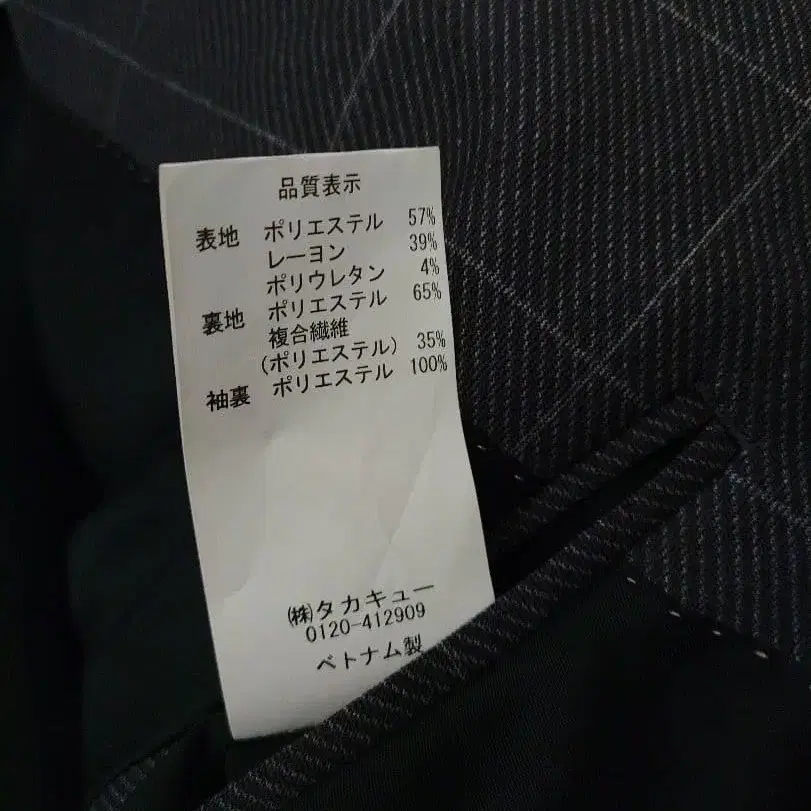 品質表示
表地 ポリエステル 57%
レーヨン 39%
ポリウレタン 4%
裏地 ポリエステル 65%
複合繊維
(ポリエステル) 35%
袖裏 ポリエステル 100%
㈱タカキュー
0120-412909
ベトナム製